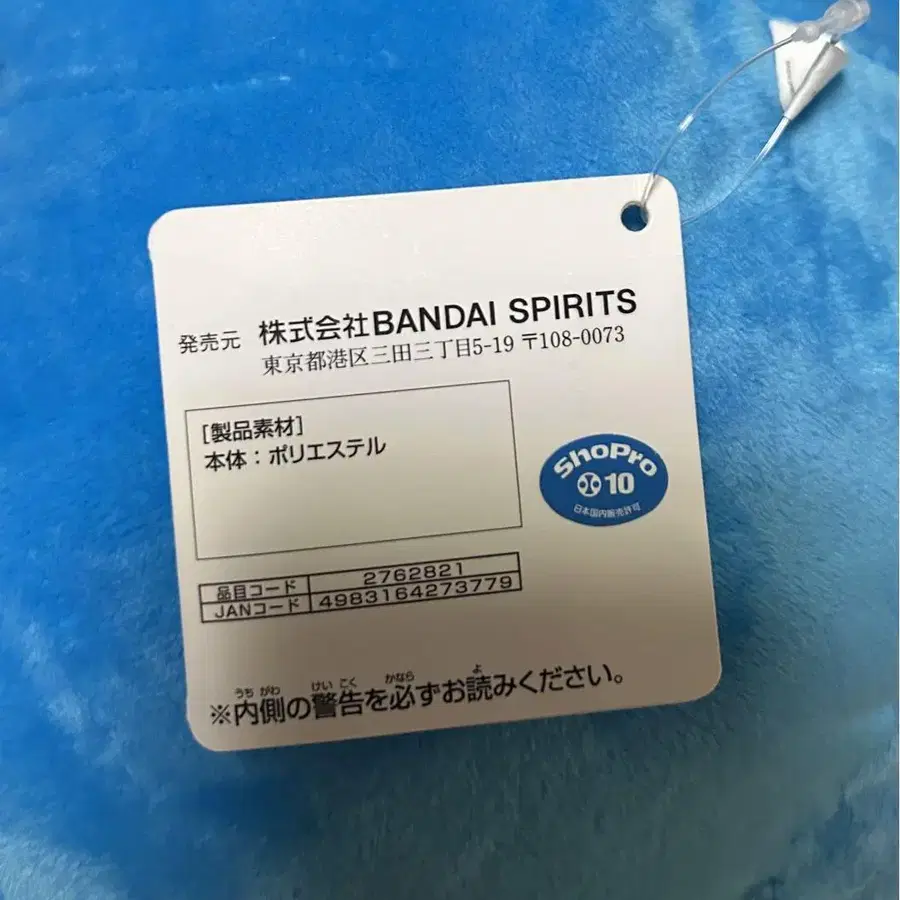 発売元 株式会社BANDAI SPIRITS
東京都港区三田三丁目5-19 〒108-0073
[製品素材]
本体：ポリエステル
ShoPro
10
日本国内販売許可
品目コード 2762821
JANコード 4983164273779
うち がわ けい こく かなら よ
※内側の警告を必ずお読みください。